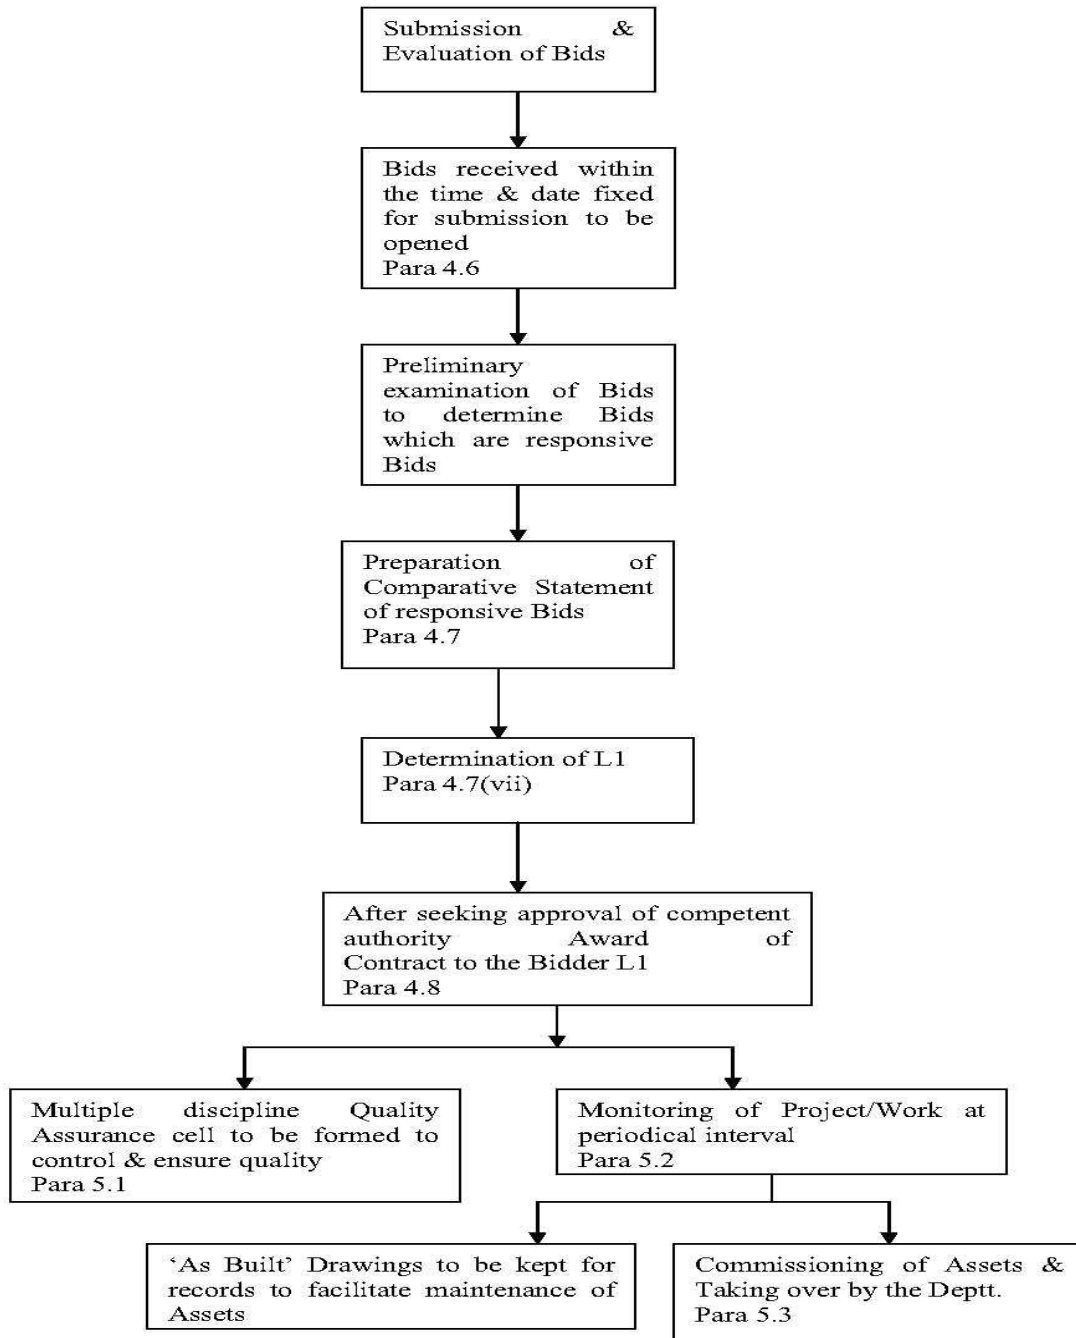 Submission &
Evaluation of Bids
Bids received within
the time & date fixed
for submission to be
opened
Para 4.6
Preliminary
examination of Bids
to determine Bids
which are responsive
Bids
Preparation of
Comparative Statement
of responsive Bids
Para 4.7
Determination of L1
Para 4.7(vii)
After seeking approval of competent
authority Award of
Contract to the Bidder L1
Para 4.8
Multiple discipline Quality
Assurance cell to be formed to
control & ensure quality
Para 5.1
Monitoring of Project/Work at
periodical interval
Para 5.2
‘As Built’ Drawings to be kept for
records to facilitate maintenance of
Assets
Commissioning of Assets &
Taking over by the Deptt.
Para 5.3